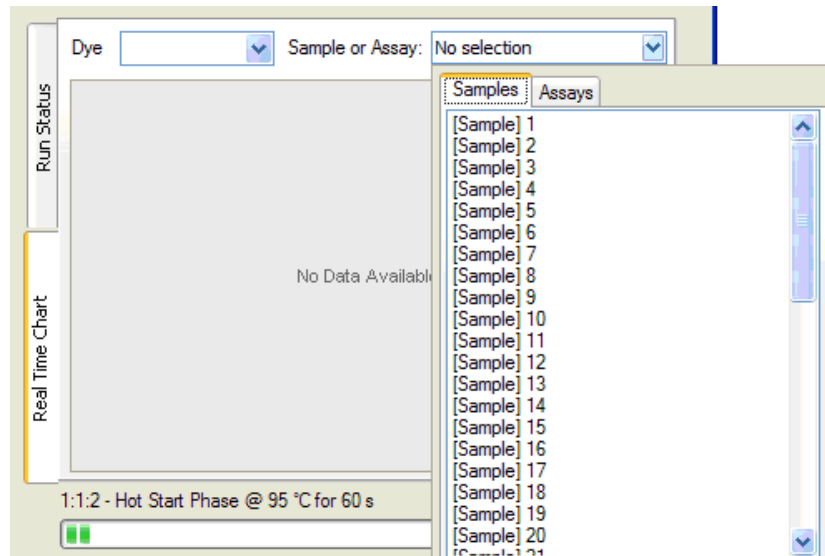 Dye
Sample or Assay: No selection
Samples Assays
Run Status
Real Time Chart
No Data Available
[Sample] 1
[Sample] 2
[Sample] 3
[Sample] 4
[Sample] 5
[Sample] 6
[Sample] 7
[Sample] 8
[Sample] 9
[Sample] 10
[Sample] 11
[Sample] 12
[Sample] 13
[Sample] 14
[Sample] 15
[Sample] 16
[Sample] 17
[Sample] 18
[Sample] 19
[Sample] 20
[Sample] 21
1:1:2 - Hot Start Phase @ 95 °C for 60 s